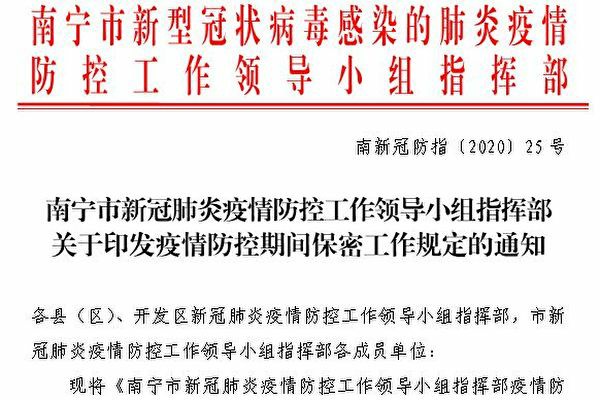 南宁市新型冠状病毒感染的肺炎疫情
防控工作领导小组指挥部
南新冠防指〔2020〕25号
南宁市新冠肺炎疫情防控工作领导小组指挥部
关于印发疫情防控期间保密工作规定的通知
各县（区）、开发区新冠肺炎疫情防控工作领导小组指挥部，市新
冠肺炎疫情防控工作领导小组指挥部各成员单位：
现将《南宁市新冠肺炎疫情防控工作领导小组指挥部疫情防